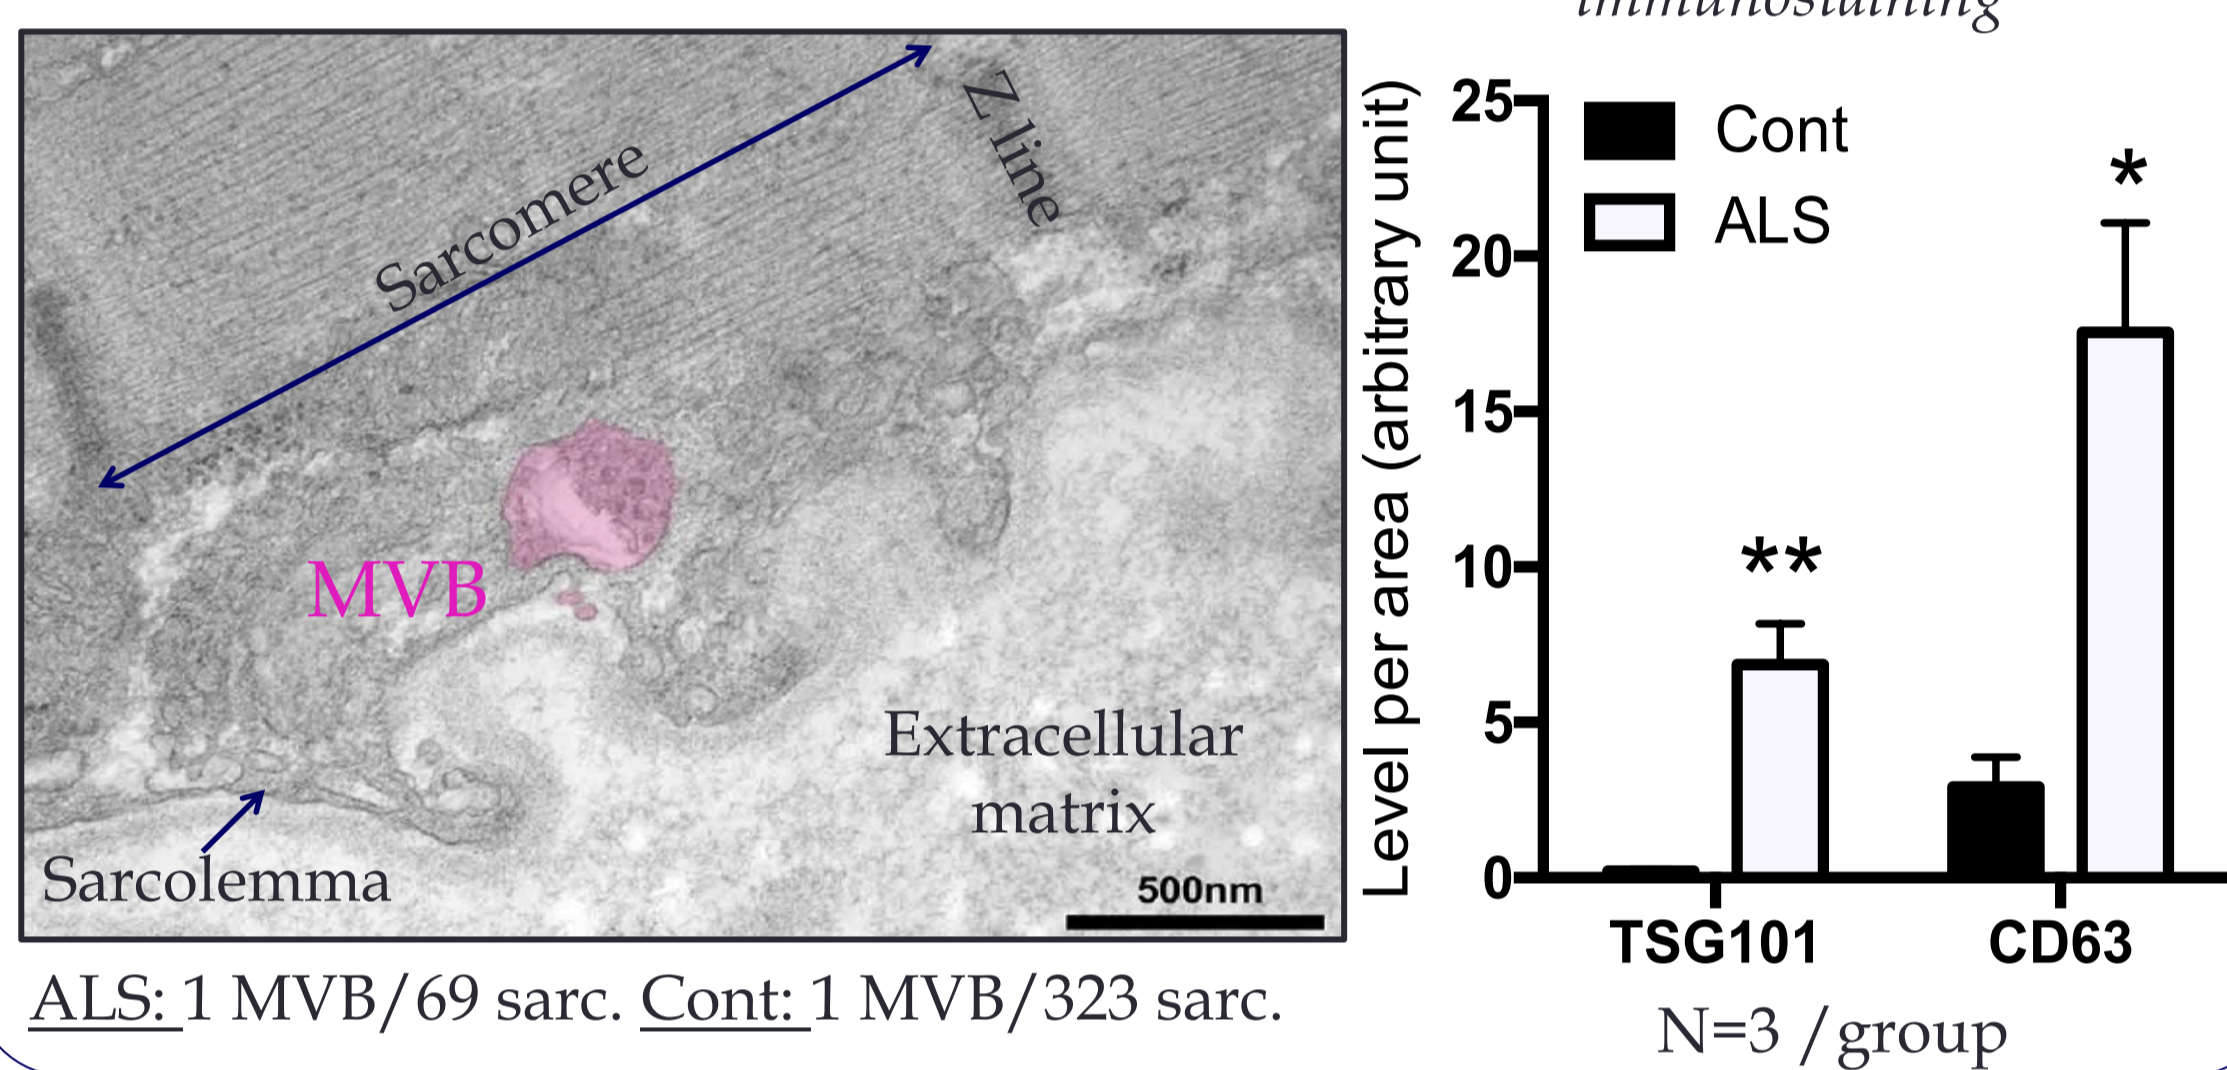 immunostaining
Sarcomere
Z line
MVB
Extracellular
matrix
Sarcolemma
500nm
ALS: 1 MVB/69 sarc. Cont: 1 MVB/323 sarc.
Level per area (arbitrary unit)
25
20
15
10
5
0
Cont
ALS
**
*
TSG101 CD63
N=3 /group